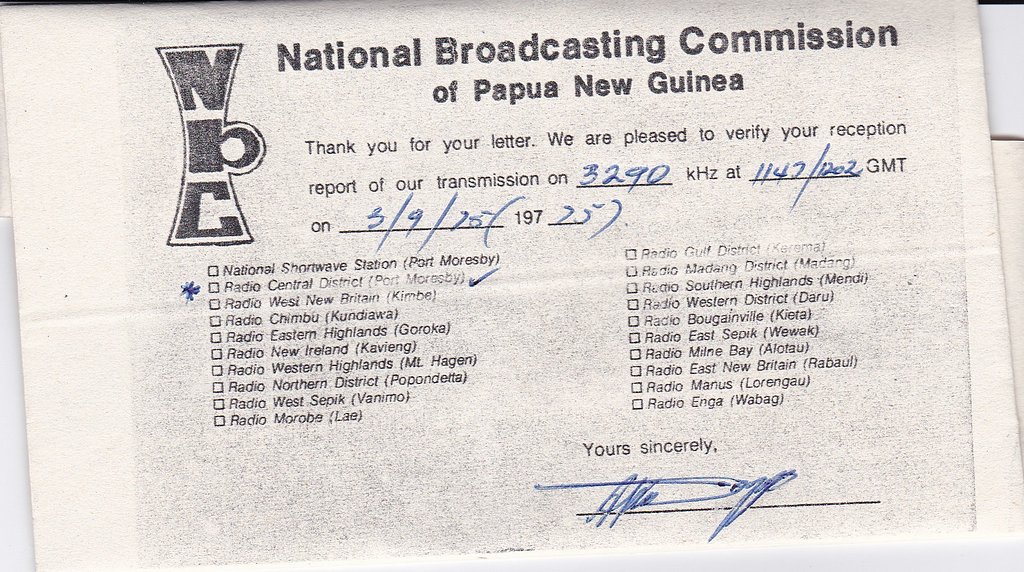 NbC
National Broadcasting Commission
of Papua New Guinea
Thank you for your letter. We are pleased to verify your reception
report of our transmission on 3290 kHz at 1147/1202 GMT
on 3/9/75 ( 197 75 ).
National Shortwave Station (Port Moresby)
* Radio Central District (Port Moresby) ✓
Radio West New Britain (Kimbe)
Radio Chimbu (Kundiawa)
Radio Eastern Highlands (Goroka)
Radio New Ireland (Kavieng)
Radio Western Highlands (Mt. Hagen)
Radio Northern District (Popondetta)
Radio West Sepik (Vanimo)
Radio Morobe (Lae)
Radio Gulf District (Kerema)
Radio Madang District (Madang)
Radio Southern Highlands (Mendi)
Radio Western District (Daru)
Radio Bougainville (Kieta)
Radio East Sepik (Wewak)
Radio Milne Bay (Alotau)
Radio East New Britain (Rabaul)
Radio Manus (Lorengau)
Radio Enga (Wabag)
Yours sincerely,